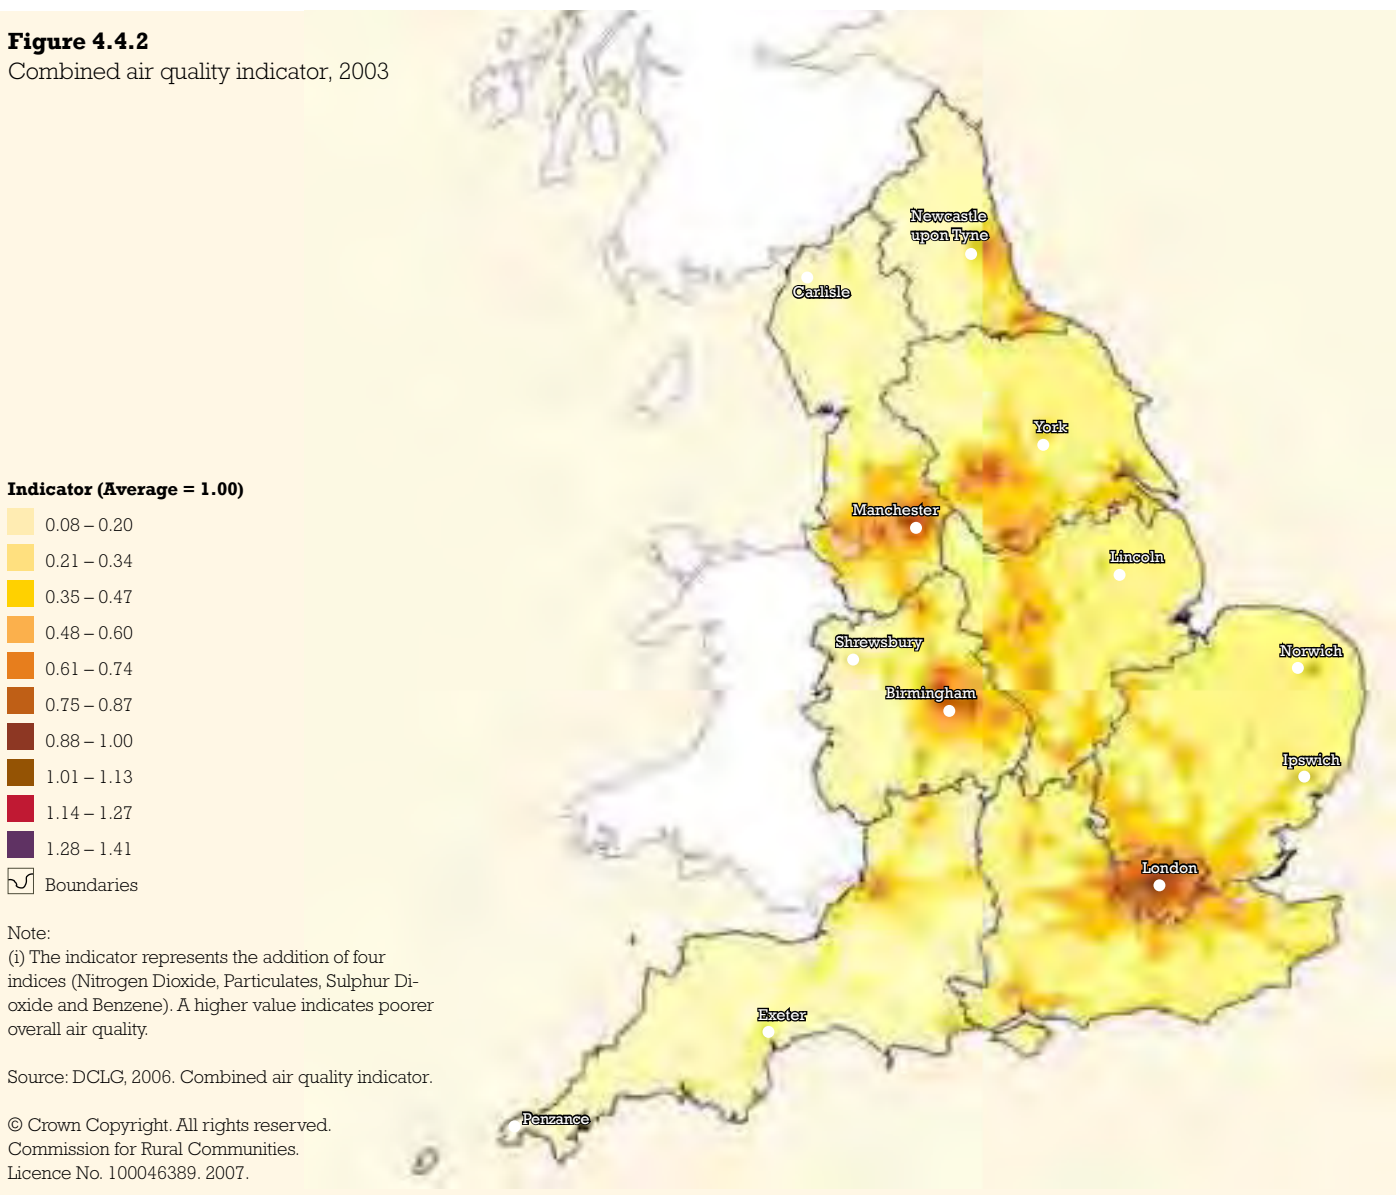 Figure 4.4.2
Combined air quality indicator, 2003
Newcastle
upon Tyne
Carlisle
York
Manchester
Lincoln
Shrewsbury
Norwich
Birmingham
Ipswich
London
Exeter
Penzance
Indicator (Average = 1.00)
0.08 – 0.20
0.21 – 0.34
0.35 – 0.47
0.48 – 0.60
0.61 – 0.74
0.75 – 0.87
0.88 – 1.00
1.01 – 1.13
1.14 – 1.27
1.28 – 1.41
Boundaries
Note:
(i) The indicator represents the addition of four
indices (Nitrogen Dioxide, Particulates, Sulphur Di-
oxide and Benzene). A higher value indicates poorer
overall air quality.
Source: DCLG, 2006. Combined air quality indicator.
© Crown Copyright. All rights reserved.
Commission for Rural Communities.
Licence No. 100046389. 2007.